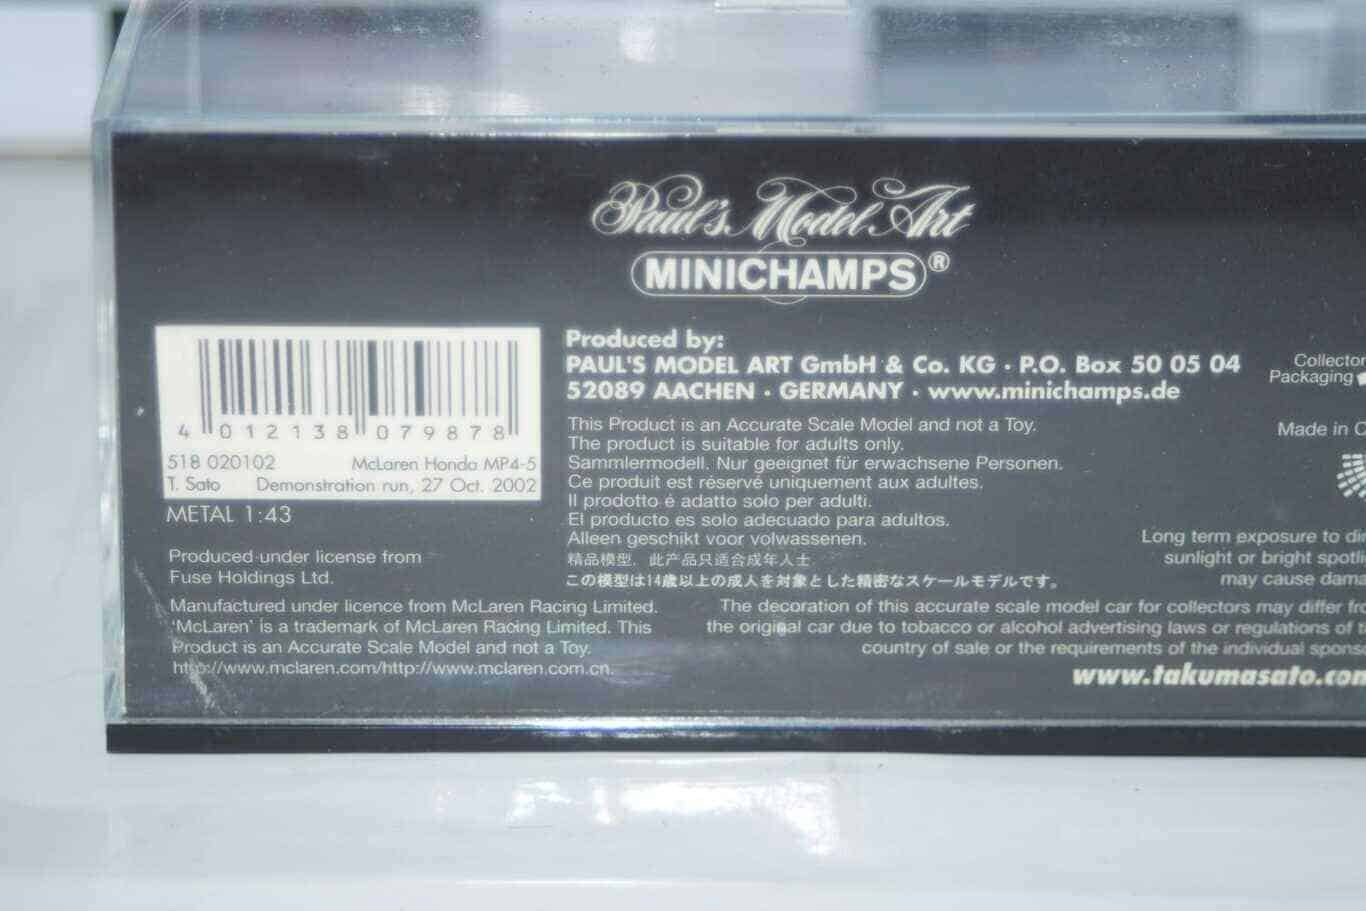 Paul's Model Art
MINICHAMPS®
4 012138 079878
518 020102 McLaren Honda MP4-5
T. Sato Demonstration run, 27 Oct. 2002
METAL 1:43
Produced under license from
Fuse Holdings Ltd.
Manufactured under licence from McLaren Racing Limited.
'McLaren' is a trademark of McLaren Racing Limited. This
Product is an Accurate Scale Model and not a Toy.
http://www.mclaren.com/http://www.mclaren.com.cn.
Produced by:
PAUL'S MODEL ART GmbH & Co. KG · P.O. Box 50 05 04
52089 AACHEN · GERMANY · www.minichamps.de
This Product is an Accurate Scale Model and not a Toy.
The product is suitable for adults only.
Sammlermodell. Nur geeignet für erwachsene Personen.
Ce produit est réservé uniquement aux adultes.
Il prodotto é adatto solo per adulti.
El producto es solo adecuado para adultos.
Alleen geschikt voor volwassenen.
精品模型，此产品只适合成年人士
この模型は14歳以上の成人を対象とした精密なスケールモデルです。
Collector
Packaging
Made in
Long term exposure to
sunlight or bright
may cause
The decoration of this accurate scale model car for collectors may differ
the original car due to tobacco or alcohol advertising laws or regulations of
country of sale or the requirements of the individual
www.takumasato.com